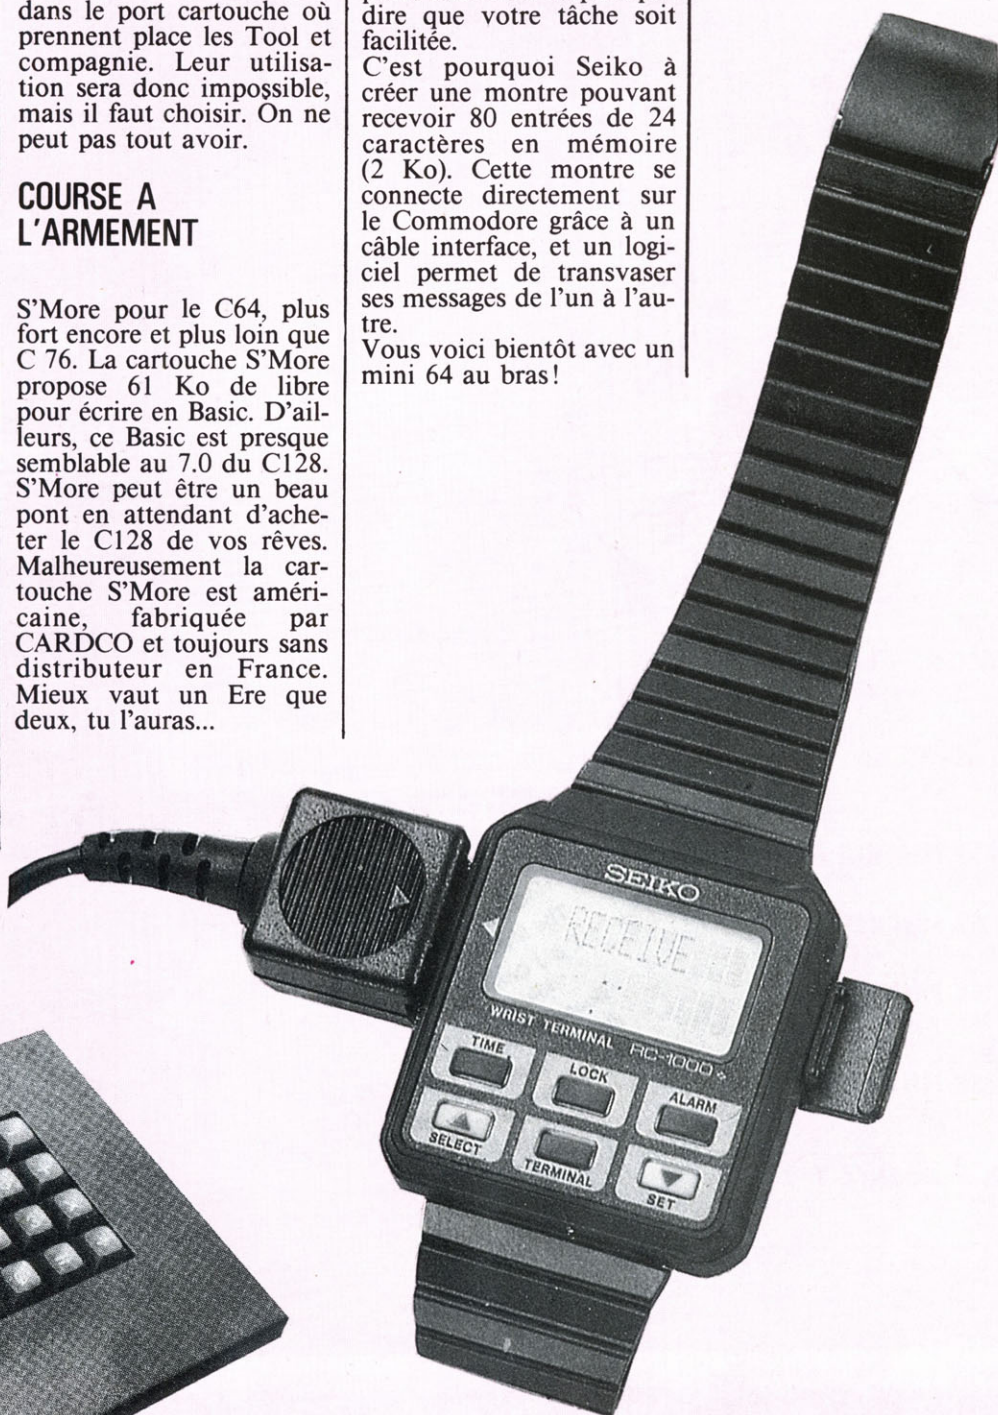 dans le port cartouche où
prennent place les Tool et
compagnie. Leur utilisa-
tion sera donc impossible,
mais il faut choisir. On ne
peut pas tout avoir.
COURSE A
L'ARMEMENT
S'More pour le C64, plus
fort encore et plus loin que
C 76. La cartouche S'More
propose 61 Ko de libre
pour écrire en Basic. D'ail-
leurs, ce Basic est presque
semblable au 7.0 du C128.
S'More peut être un beau
pont en attendant d'ache-
ter le C128 de vos rêves.
Malheureusement la car-
touche S'More est améri-
caine, fabriquée par
CARDCO et toujours sans
distributeur en France.
Mieux vaut un Ere que
deux, tu l'auras...
dire que votre tâche soit
facilitée.
C'est pourquoi Seiko à
créer une montre pouvant
recevoir 80 entrées de 24
caractères en mémoire
(2 Ko). Cette montre se
connecte directement sur
le Commodore grâce à un
câble interface, et un logi-
ciel permet de transvaser
ses messages de l'un à l'au-
tre.
Vous voici bientôt avec un
mini 64 au bras!
SEIKO
RECEIVE
WRIST TERMINAL RC-1000
TIME
LOCK
ALARM
SELECT
TERMINAL
SET